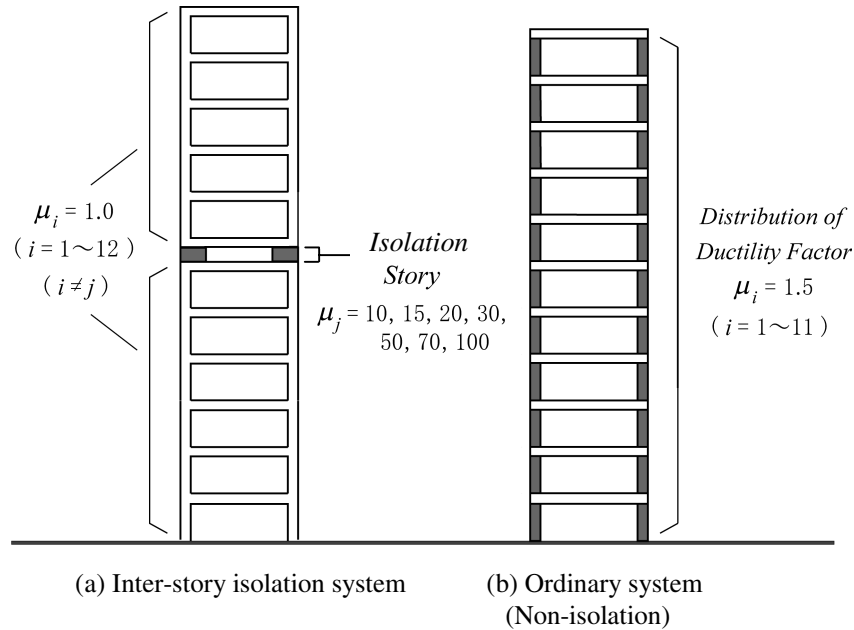 μi = 1.0
( i = 1～12 )
( i ≠ j )
Isolation
Story
μj = 10, 15, 20, 30,
50, 70, 100
Distribution of
Ductility Factor
μi = 1.5
( i = 1～11 )
(a) Inter-story isolation system
(b) Ordinary system
(Non-isolation)